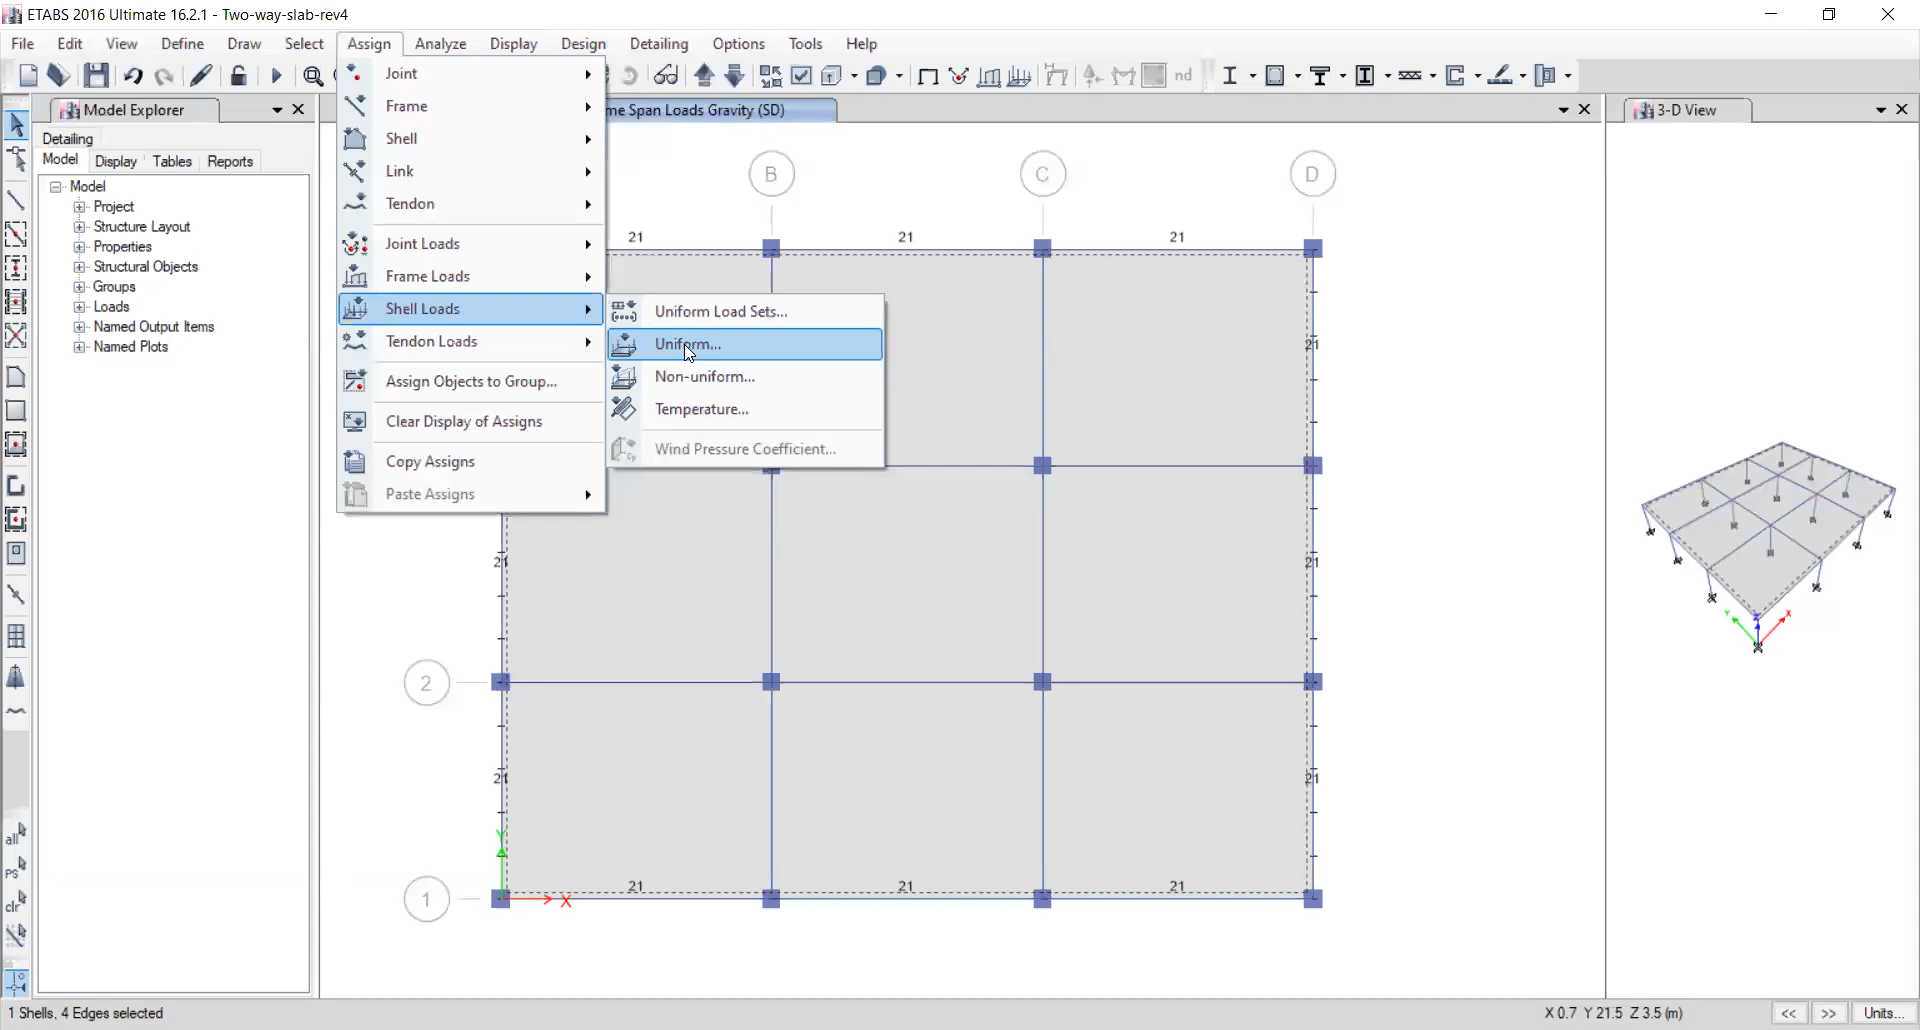 ETABS 2016 Ultimate 16.2.1 - Two-way-slab-rev4
File Edit View Define Draw Select Assign Analyze Display Design Detailing Options Tools Help
nd
Model Explorer
me Span Loads Gravity (SD)
3-D View
Detailing
Model Display Tables Reports
Model
Project
Structure Layout
Properties
Structural Objects
Groups
Loads
Named Output Items
Named Plots
Joint
Frame
Shell
Link
Tendon
Joint Loads
Frame Loads
Shell Loads
Tendon Loads
Assign Objects to Group...
Clear Display of Assigns
Copy Assigns
Paste Assigns
Uniform Load Sets...
Uniform...
Non-uniform...
Temperature...
Wind Pressure Coefficient...
B C D
21 21 21
21
21 21
2
21 21
21 21 21
1
Y
X
Y Z X
all
ps
clr
1 Shells, 4 Edges selected
X 0.7 Y 21.5 Z 3.5 (m)
<< >> Units...